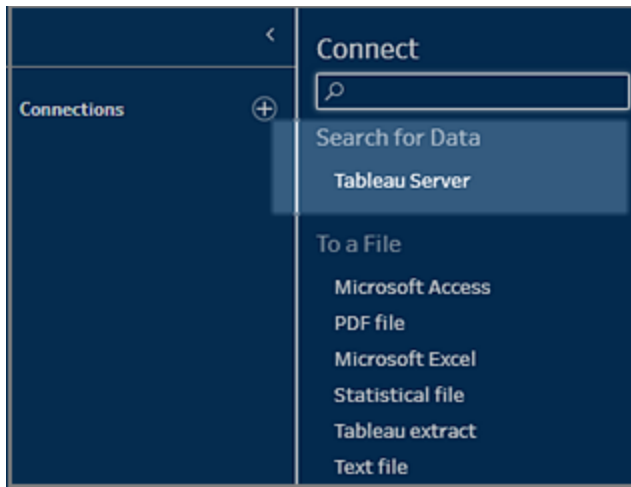 Connections
Connect
Search for Data
Tableau Server
To a File
Microsoft Access
PDF file
Microsoft Excel
Statistical file
Tableau extract
Text file